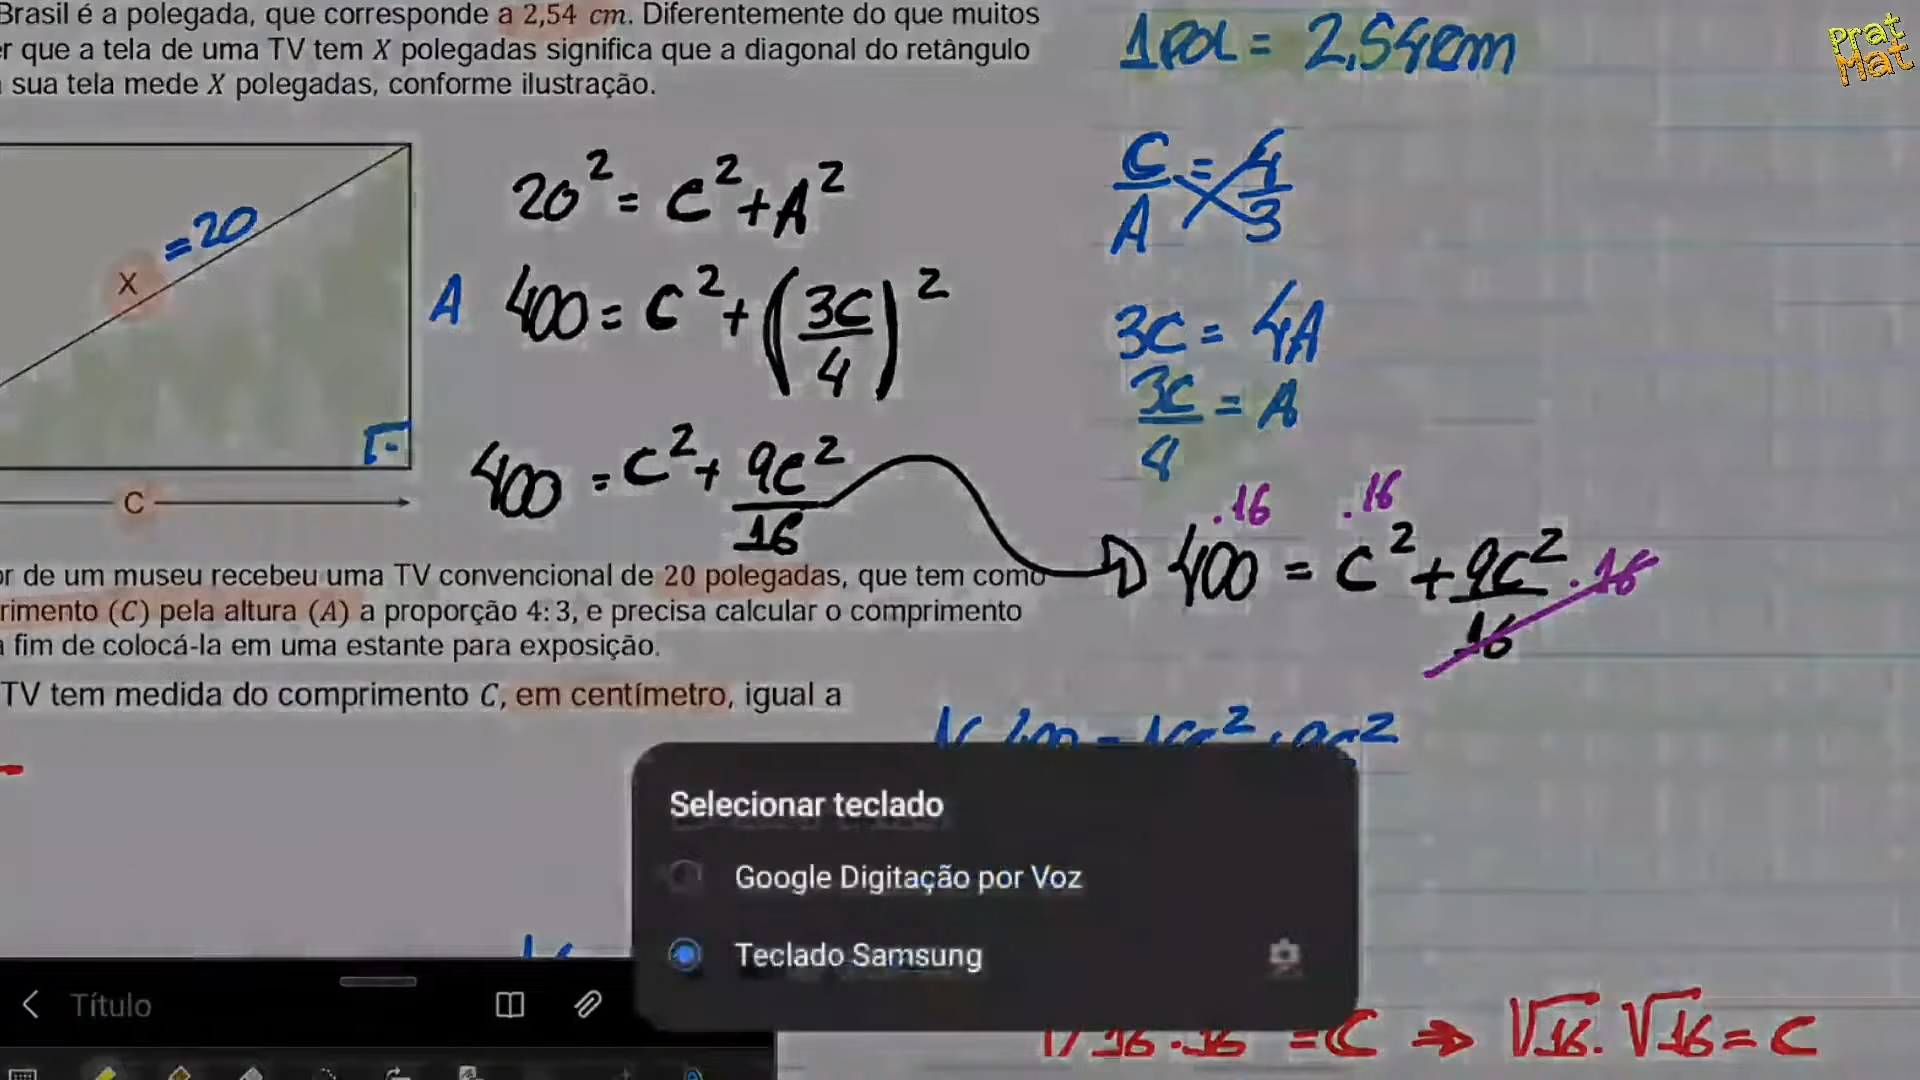 Brasil é a polegada, que corresponde a 2,54 cm. Diferentemente do que muitos
r que a tela de uma TV tem X polegadas significa que a diagonal do retângulo
sua tela mede X polegadas, conforme ilustração.
X
=20
A
C
20² = C² + A²
400 = C² + (3C/4)²
400 = C² + 9C²/16
or de um museu recebeu uma TV convencional de 20 polegadas, que tem como
rimento (C) pela altura (A) a proporção 4:3, e precisa calcular o comprimento
fim de colocá-la em uma estante para exposição.
TV tem medida do comprimento C, em centímetro, igual a
1 POL = 2,54cm
Prat
Mat
C/A = 4/3
3C = 4A
3C/4 = A
.16 .16
400 = C² + 9C²/16 .16
Selecionar teclado
Google Digitação por Voz
Teclado Samsung
Título
16.16 = C ⇒ √16.√16 = C